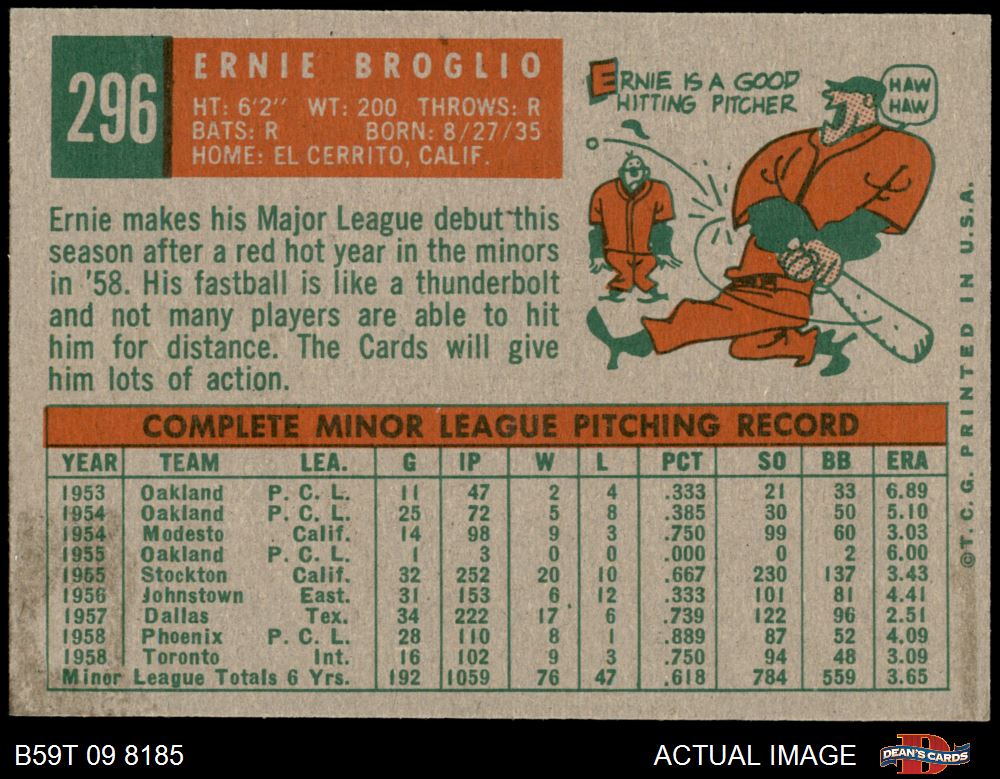 296
ERNIE BROGLIO
HT: 6'2" WT: 200 THROWS: R
BATS: R BORN: 8/27/35
HOME: EL CERRITO, CALIF.
ERNIE IS A GOOD
HITTING PITCHER
HAW
HAW
Ernie makes his Major League debut this
season after a red hot year in the minors
in '58. His fastball is like a thunderbolt
and not many players are able to hit
him for distance. The Cards will give
him lots of action.
COMPLETE MINOR LEAGUE PITCHING RECORD
YEAR TEAM LEA. G IP W L PCT SO BB ERA
1953 Oakland P. C. L. 11 47 2 4 .333 21 33 6.89
1954 Oakland P. C. L. 25 72 5 8 .385 30 50 5.10
1954 Modesto Calif. 14 98 9 3 .750 99 60 3.03
1955 Oakland P. C. L. 1 3 0 0 .000 0 2 6.00
1955 Stockton Calif. 32 252 20 10 .667 230 137 3.43
1956 Johnstown East. 31 153 6 12 .333 101 81 4.41
1957 Dallas Tex. 34 222 17 6 .739 122 96 2.51
1958 Phoenix P. C. L. 28 110 8 1 .889 87 52 4.09
1958 Toronto Int. 16 102 9 3 .750 94 48 3.09
Minor League Totals 6 Yrs. 192 1059 76 47 .618 784 559 3.65
©T. C. G. PRINTED IN U.S.A.
B59T 09 8185
ACTUAL IMAGE
DEAN'S CARDS